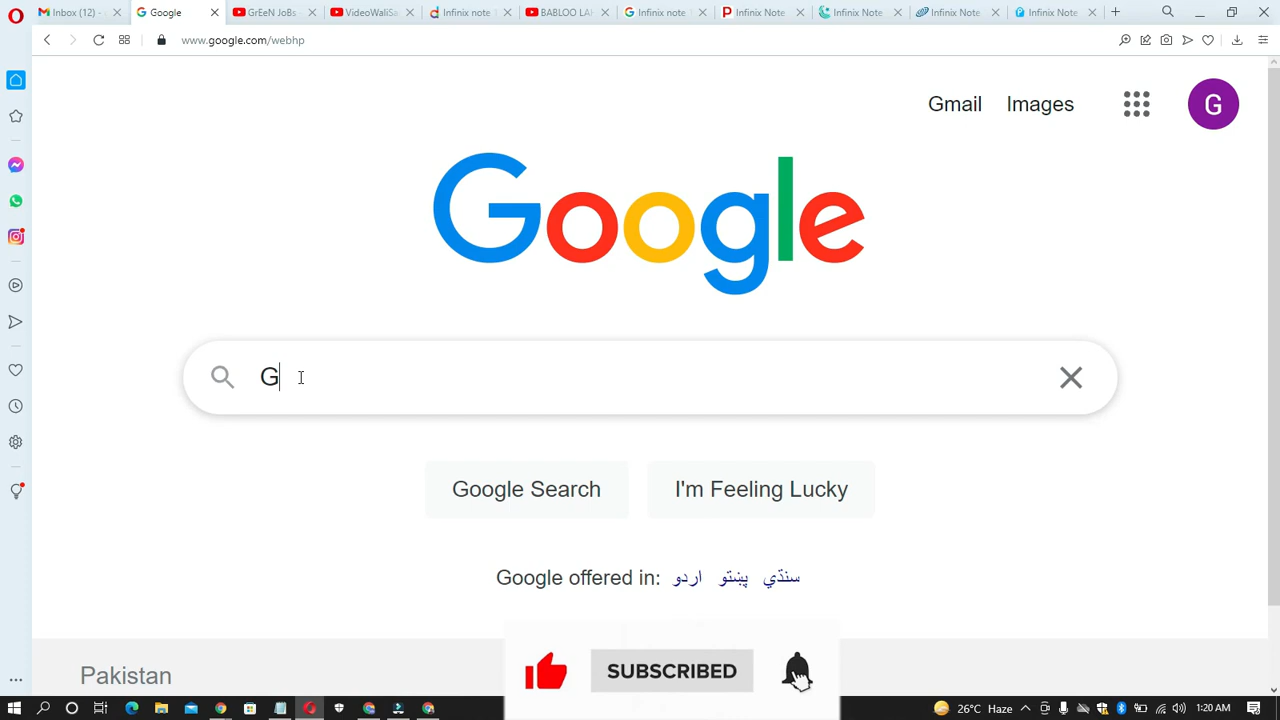 Inbox (12) -
Google
GrEeN JoBs
VideoWaliSa
Infinix note 1
BABLOO LAH
Infinix note
Infinix Note
Infinix Note
Infinix Note
Infinix Note
www.google.com/webhp
Gmail Images
G
Google
G
Google Search
I'm Feeling Lucky
Google offered in: اردو پښتو سنڌي
Pakistan
SUBSCRIBED
26°C Haze
1:20 AM